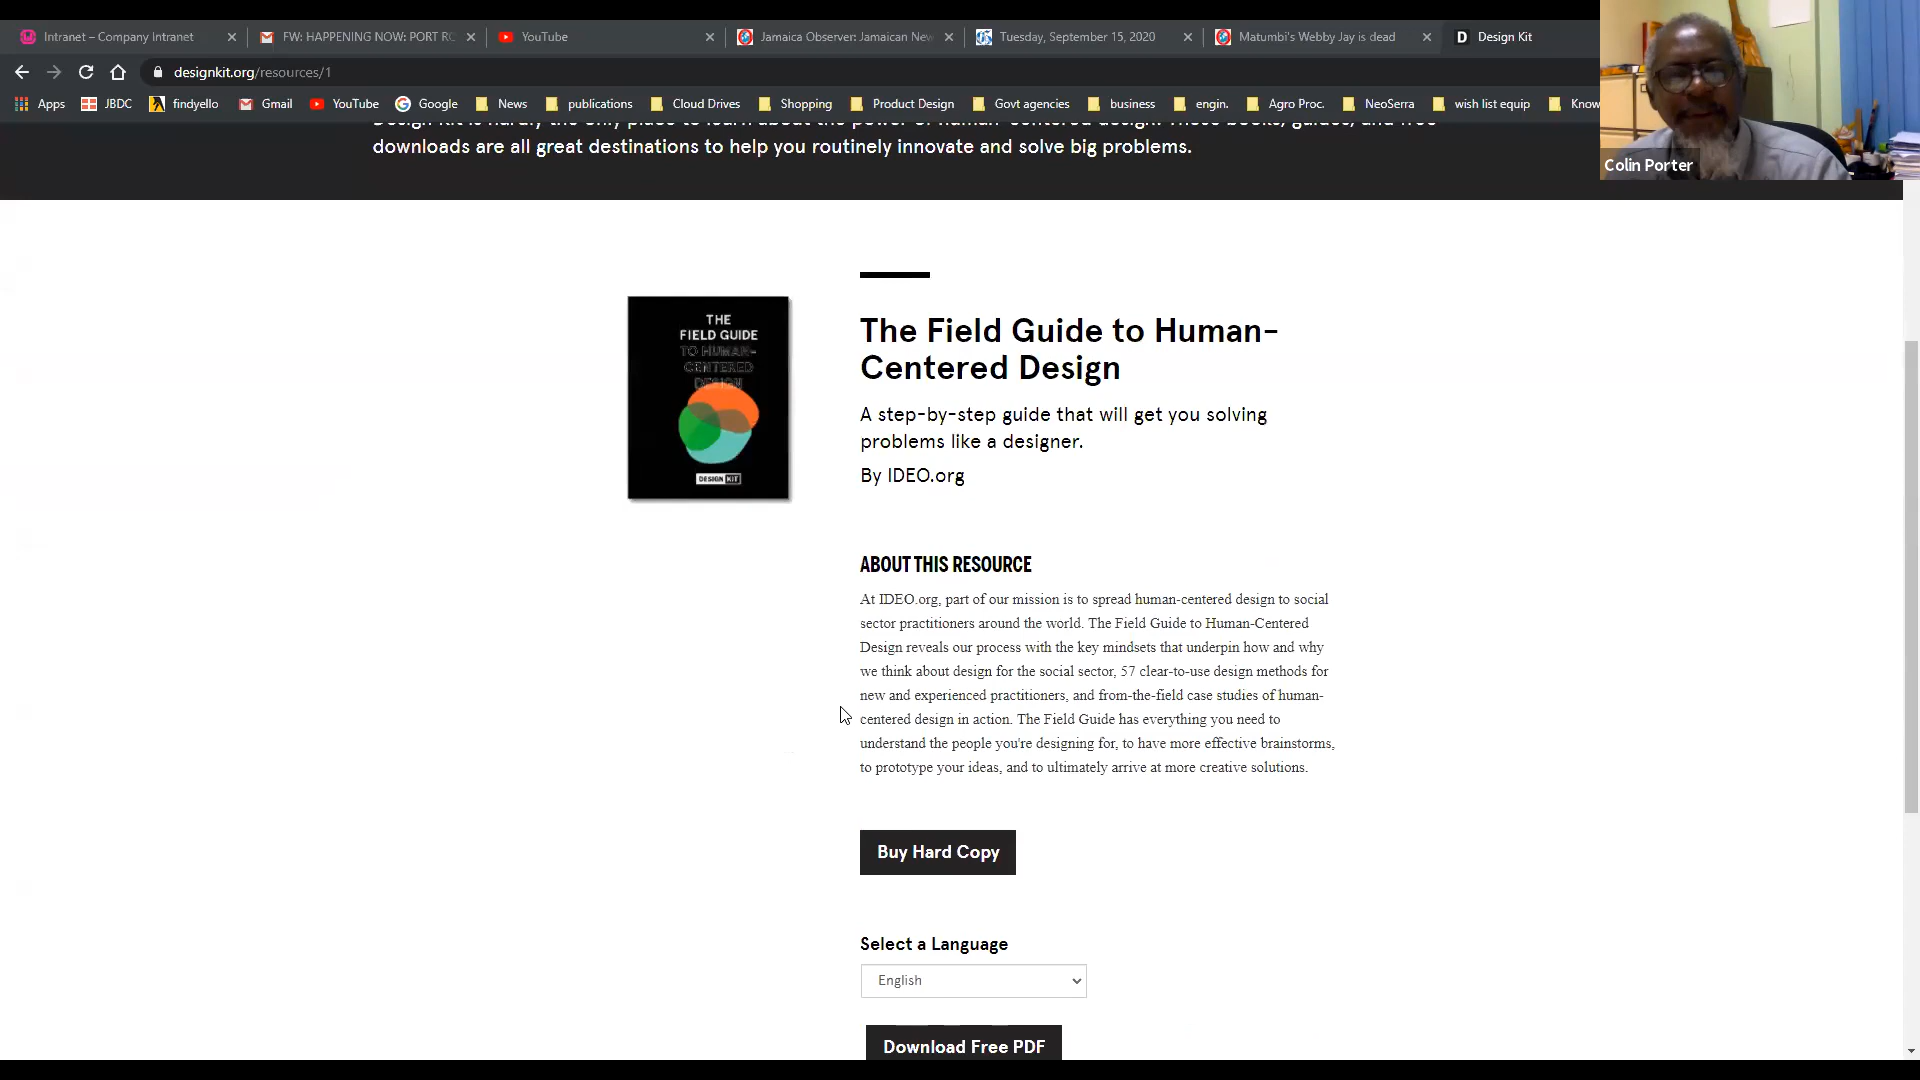 Intranet – Company Intranet
FW: HAPPENING NOW: PORT RO
YouTube
Jamaica Observer: Jamaican New
Tuesday, September 15, 2020
Matumbi's Webby Jay is dead
D Design Kit
designkit.org/resources/1
Apps JBDC findyello Gmail YouTube Google News publications Cloud Drives Shopping Product Design Govt agencies business engin. Agro Proc. NeoSerra wish list equip Know
Colin Porter
Design Kit is hardly the only place to learn about the power of human-centered design. These books, guides, and free
downloads are all great destinations to help you routinely innovate and solve big problems.
THE
FIELD GUIDE
TO HUMAN-
CENTERED
DESIGN
DESIGN KIT
The Field Guide to Human-
Centered Design
A step-by-step guide that will get you solving
problems like a designer.
By IDEO.org
ABOUT THIS RESOURCE
At IDEO.org, part of our mission is to spread human-centered design to social
sector practitioners around the world. The Field Guide to Human-Centered
Design reveals our process with the key mindsets that underpin how and why
we think about design for the social sector, 57 clear-to-use design methods for
new and experienced practitioners, and from-the-field case studies of human-
centered design in action. The Field Guide has everything you need to
understand the people you're designing for, to have more effective brainstorms,
to prototype your ideas, and to ultimately arrive at more creative solutions.
Buy Hard Copy
Select a Language
English
Download Free PDF